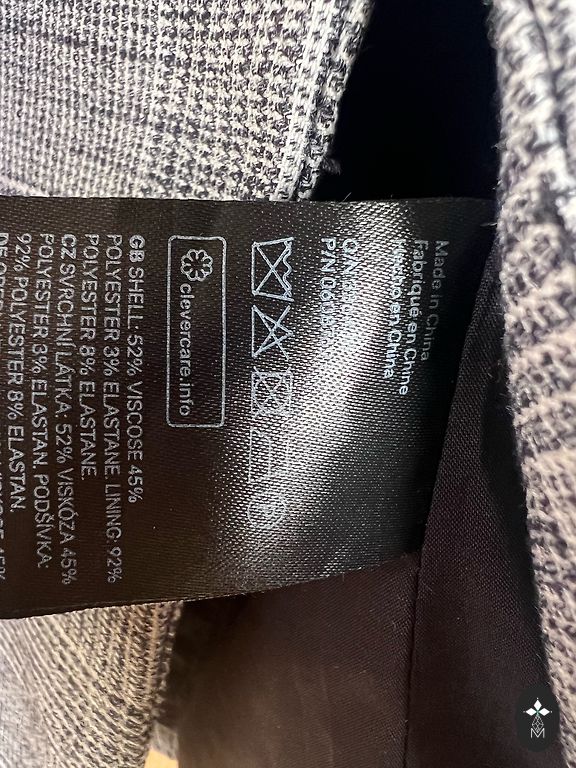 Made in China
Fabriqué en Chine
en China
P/N
clevercare.info
GB SHELL: 52% VISCOSE 45%
POLYESTER 3% ELASTANE. LINING: 92%
POLYESTER 8% ELASTANE.
CZ SVRCHNÍ LÁTKA: 52% VISKÓZA 45%
POLYESTER 3% ELASTAN. PODŠÍVKA:
92% POLYESTER 8% ELASTAN.
M